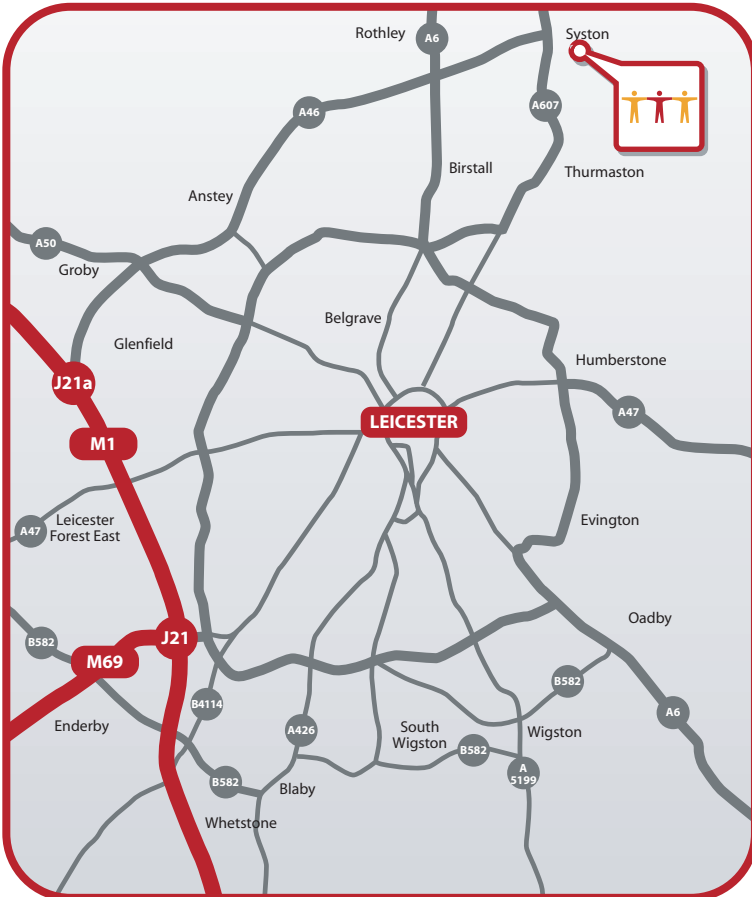 Rothley
A6
Syston
A46
A607
Birstall
Thurmaston
Anstey
A50
Groby
Belgrave
Glenfield
Humberstone
J21a
LEICESTER
A47
M1
A47
Leicester
Forest East
Evington
Oadby
B582
J21
M69
B582
B4114
A6
Enderby
A426
South
Wigston
Wigston
B582
A
5199
B582
Blaby
Whetstone